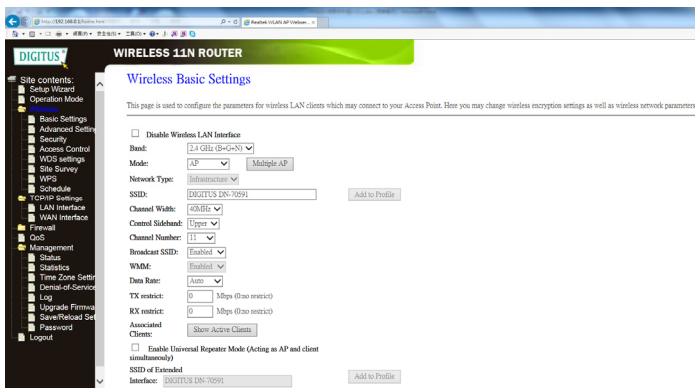 http://192.168.0.1/home.htm
Realtek WLAN AP Webser...
DIGITUS
WIRELESS 11N ROUTER
Site contents:
Setup Wizard
Operation Mode
Wireless
Basic Settings
Advanced Setting
Security
Access Control
WDS settings
Site Survey
WPS
Schedule
TCP/IP Settings
LAN Interface
WAN Interface
Firewall
QoS
Management
Status
Statistics
Time Zone Settin
Denial-of-Service
Log
Upgrade Firmwa
Save/Reload Set
Password
Logout
Wireless Basic Settings
This page is used to configure the parameters for wireless LAN clients which may connect to your Access Point. Here you may change wireless encryption settings as well as wireless network parameters
Disable Wireless LAN Interface
Band: 2.4 GHz (B+G+N)
Mode: AP Multiple AP
Network Type: Infrastructure
SSID: DIGITUS DN-70591 Add to Profile
Channel Width: 40MHz
Control Sideband: Upper
Channel Number: 11
Broadcast SSID: Enabled
WMM: Enabled
Data Rate: Auto
TX restrict: 0 Mbps (0:no restrict)
RX restrict: 0 Mbps (0:no restrict)
Associated
Clients: Show Active Clients
Enable Universal Repeater Mode (Acting as AP and client
simultaneouly)
SSID of Extended
Interface: DIGITUS DN-70591 Add to Profile